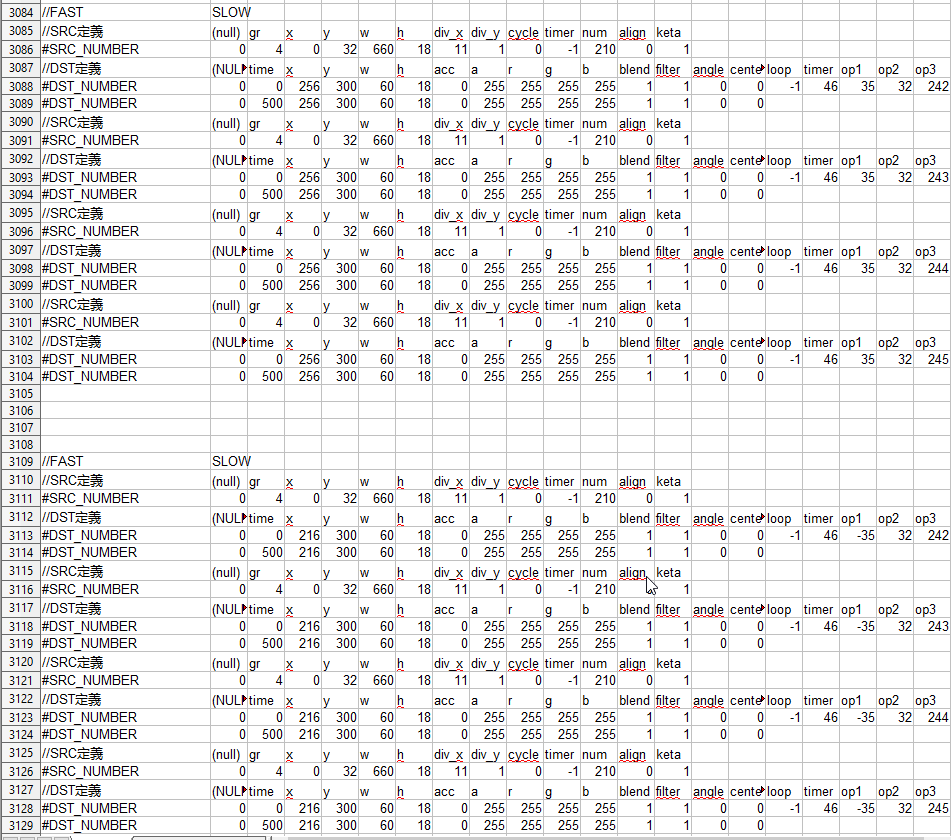 3084 //FAST SLOW
3085 //SRC定義 (null) gr x y w h div_x div_y cycle timer num align keta
3086 #SRC_NUMBER 0 4 0 32 660 18 11 1 0 -1 210 0 1
3087 //DST定義 (NUL time x y w h acc a r g b blend filter angle cente loop timer op1 op2 op3
3088 #DST_NUMBER 0 0 256 300 60 18 0 255 255 255 255 1 1 0 0 -1 46 35 32 242
3089 #DST_NUMBER 0 500 256 300 60 18 0 255 255 255 255 1 1 0 0
3090 //SRC定義 (null) gr x y w h div_x div_y cycle timer num align keta
3091 #SRC_NUMBER 0 4 0 32 660 18 11 1 0 -1 210 0 1
3092 //DST定義 (NUL time x y w h acc a r g b blend filter angle cente loop timer op1 op2 op3
3093 #DST_NUMBER 0 0 256 300 60 18 0 255 255 255 255 1 1 0 0 -1 46 35 32 243
3094 #DST_NUMBER 0 500 256 300 60 18 0 255 255 255 255 1 1 0 0
3095 //SRC定義 (null) gr x y w h div_x div_y cycle timer num align keta
3096 #SRC_NUMBER 0 4 0 32 660 18 11 1 0 -1 210 0 1
3097 //DST定義 (NUL time x y w h acc a r g b blend filter angle cente loop timer op1 op2 op3
3098 #DST_NUMBER 0 0 256 300 60 18 0 255 255 255 255 1 1 0 0 -1 46 35 32 244
3099 #DST_NUMBER 0 500 256 300 60 18 0 255 255 255 255 1 1 0 0
3100 //SRC定義 (null) gr x y w h div_x div_y cycle timer num align keta
3101 #SRC_NUMBER 0 4 0 32 660 18 11 1 0 -1 210 0 1
3102 //DST定義 (NUL time x y w h acc a r g b blend filter angle cente loop timer op1 op2 op3
3103 #DST_NUMBER 0 0 256 300 60 18 0 255 255 255 255 1 1 0 0 -1 46 35 32 245
3104 #DST_NUMBER 0 500 256 300 60 18 0 255 255 255 255 1 1 0 0
3105
3106
3107
3108
3109 //FAST SLOW
3110 //SRC定義 (null) gr x y w h div_x div_y cycle timer num align keta
3111 #SRC_NUMBER 0 4 0 32 660 18 11 1 0 -1 210 0 1
3112 //DST定義 (NUL time x y w h acc a r g b blend filter angle cente loop timer op1 op2 op3
3113 #DST_NUMBER 0 0 216 300 60 18 0 255 255 255 255 1 1 0 0 -1 46 -35 32 242
3114 #DST_NUMBER 0 500 216 300 60 18 0 255 255 255 255 1 1 0 0
3115 //SRC定義 (null) gr x y w h div_x div_y cycle timer num align keta
3116 #SRC_NUMBER 0 4 0 32 660 18 11 1 0 -1 210 1
3117 //DST定義 (NUL time x y w h acc a r g b blend filter angle cente loop timer op1 op2 op3
3118 #DST_NUMBER 0 0 216 300 60 18 0 255 255 255 255 1 1 0 0 -1 46 -35 32 243
3119 #DST_NUMBER 0 500 216 300 60 18 0 255 255 255 255 1 1 0 0
3120 //SRC定義 (null) gr x y w h div_x div_y cycle timer num align keta
3121 #SRC_NUMBER 0 4 0 32 660 18 11 1 0 -1 210 0 1
3122 //DST定義 (NUL time x y w h acc a r g b blend filter angle cente loop timer op1 op2 op3
3123 #DST_NUMBER 0 0 216 300 60 18 0 255 255 255 255 1 1 0 0 -1 46 -35 32 244
3124 #DST_NUMBER 0 500 216 300 60 18 0 255 255 255 255 1 1 0 0
3125 //SRC定義 (null) gr x y w h div_x div_y cycle timer num align keta
3126 #SRC_NUMBER 0 4 0 32 660 18 11 1 0 -1 210 0 1
3127 //DST定義 (NUL time x y w h acc a r g b blend filter angle cente loop timer op1 op2 op3
3128 #DST_NUMBER 0 0 216 300 60 18 0 255 255 255 255 1 1 0 0 -1 46 -35 32 245
3129 #DST_NUMBER 0 500 216 300 60 18 0 255 255 255 255 1 1 0 0